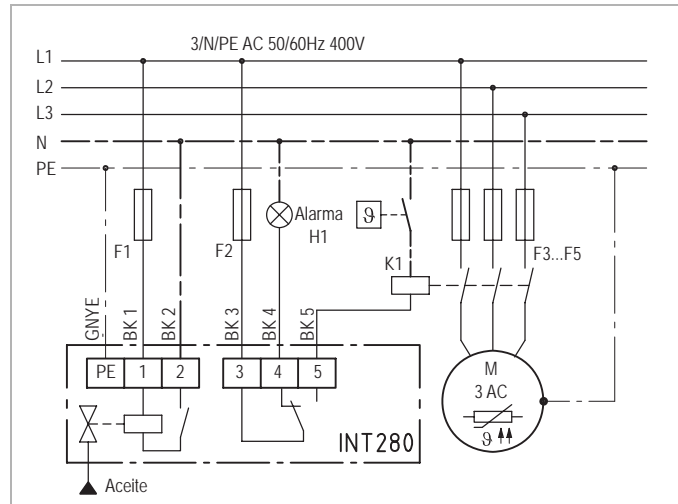 3/N/PE AC 50/60Hz 400V
L1
L2
L3
N
PE
F1
F2
Alarma
H1
ϑ
K1
F3...F5
GNYE
BK 1
BK 2
BK 3
BK 4
BK 5
PE 1 2
3 4 5
M
3 AC
ϑ
INT280
Aceite